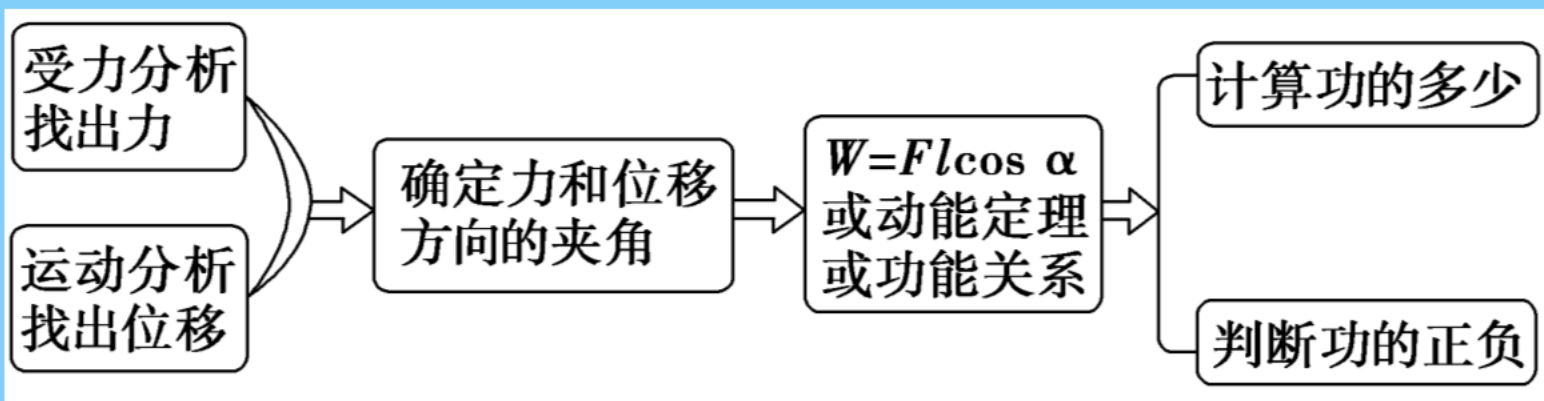 受力分析
找出力
运动分析
找出位移
确定力和位移
方向的夹角
W=Flcos α
或动能定理
或功能关系
计算功的多少
判断功的正负